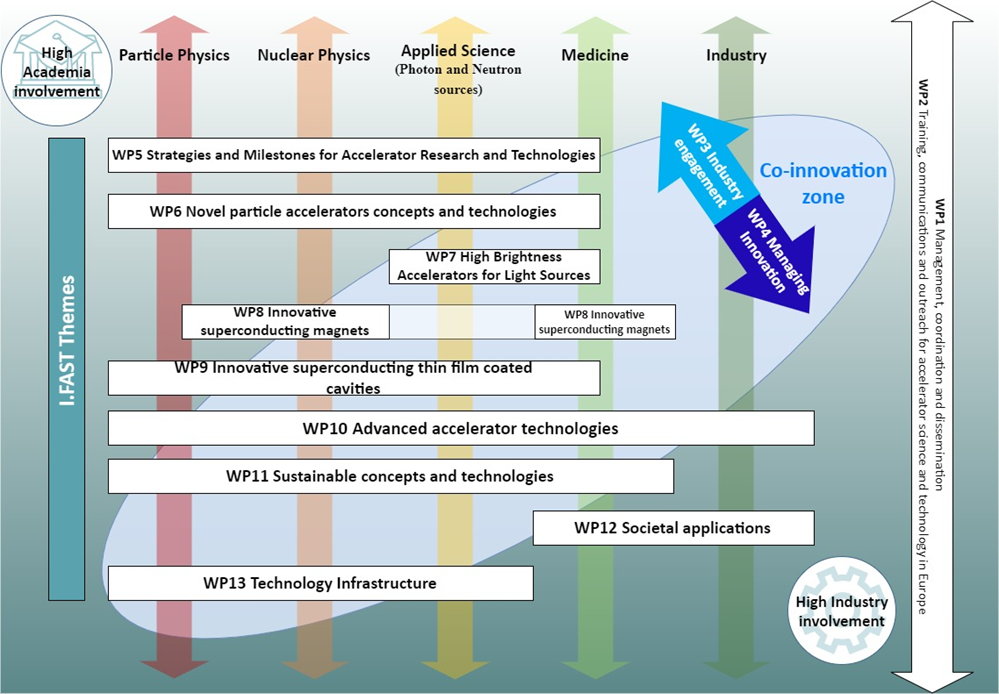 High
Academia
involvement
Particle Physics
Nuclear Physics
Applied Science
(Photon and Neutron
sources)
Medicine
Industry
I.FAST Themes
WP5 Strategies and Milestones for Accelerator Research and Technologies
WP6 Novel particle accelerators concepts and technologies
WP7 High Brightness
Accelerators for Light Sources
WP8 Innovative
superconducting magnets
WP8 Innovative
superconducting magnets
WP9 Innovative superconducting thin film coated
cavities
WP10 Advanced accelerator technologies
WP11 Sustainable concepts and technologies
WP12 Societal applications
WP13 Technology Infrastructure
WP3 Industry
engagement
WP4 Managing
Innovation
Co-innovation
zone
High Industry
involvement
WP1 Management, coordination and dissemination
WP2 Training, communications and outreach for accelerator science and technology in Europe